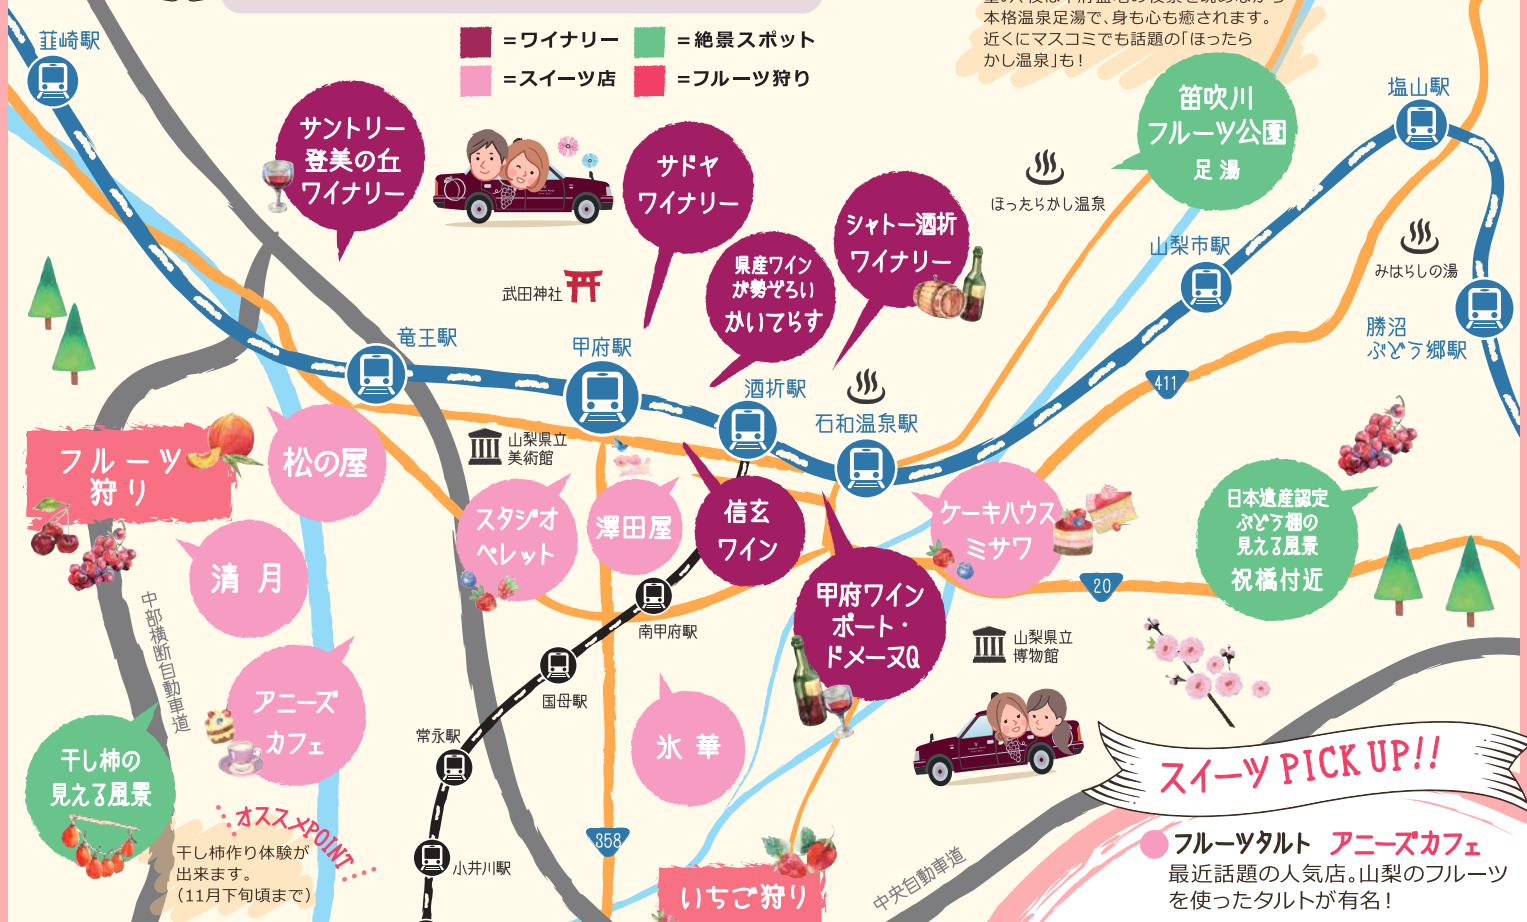 本格温泉足湯で、身も心も癒されます。
近くにマスコミでも話題の「ほったら
かし温泉」も!
=ワイナリー
=絶景スポット
=スイーツ店
=フルーツ狩り
韮崎駅
サントリー
登美の丘
ワイナリー
サドヤ
ワイナリー
シャトー酒折
ワイナリー
県産ワイン
が勢ぞろい
かいてらす
笛吹川
フルーツ公園
足湯
ほったらかし温泉
塩山駅
山梨市駅
みはらしの湯
勝沼
ぶどう郷駅
武田神社
竜王駅
甲府駅
酒折駅
石和温泉駅
411
フルーツ
狩り
松の屋
山梨県立
美術館
スタジオ
ペレット
澤田屋
信玄
ワイン
ケーキハウス
ミサワ
日本遺産認定
ぶどう棚の
見える風景
祝橋付近
清月
20
甲府ワイン
ポート・
ドメーヌQ
南甲府駅
山梨県立
博物館
中部横断自動車道
国母駅
アニーズ
カフェ
氷華
常永駅
干し柿の
見える風景
オススメPOINT
干し柿作り体験が
出来ます。
(11月下旬頃まで)
358
小井川駅
いちご狩り
中央自動車道
スイーツ PICK UP!!
フルーツタルト アニーズカフェ
最近話題の人気店。山梨のフルーツ
を使ったタルトが有名!